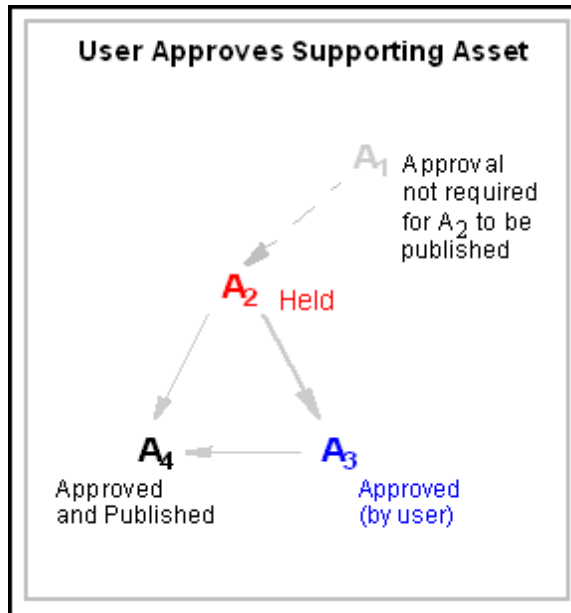 User Approves Supporting Asset
A1
Approval
not required
for A2 to be
published
A2 Held
A4
A3
Approved
and Published
Approved
(by user)